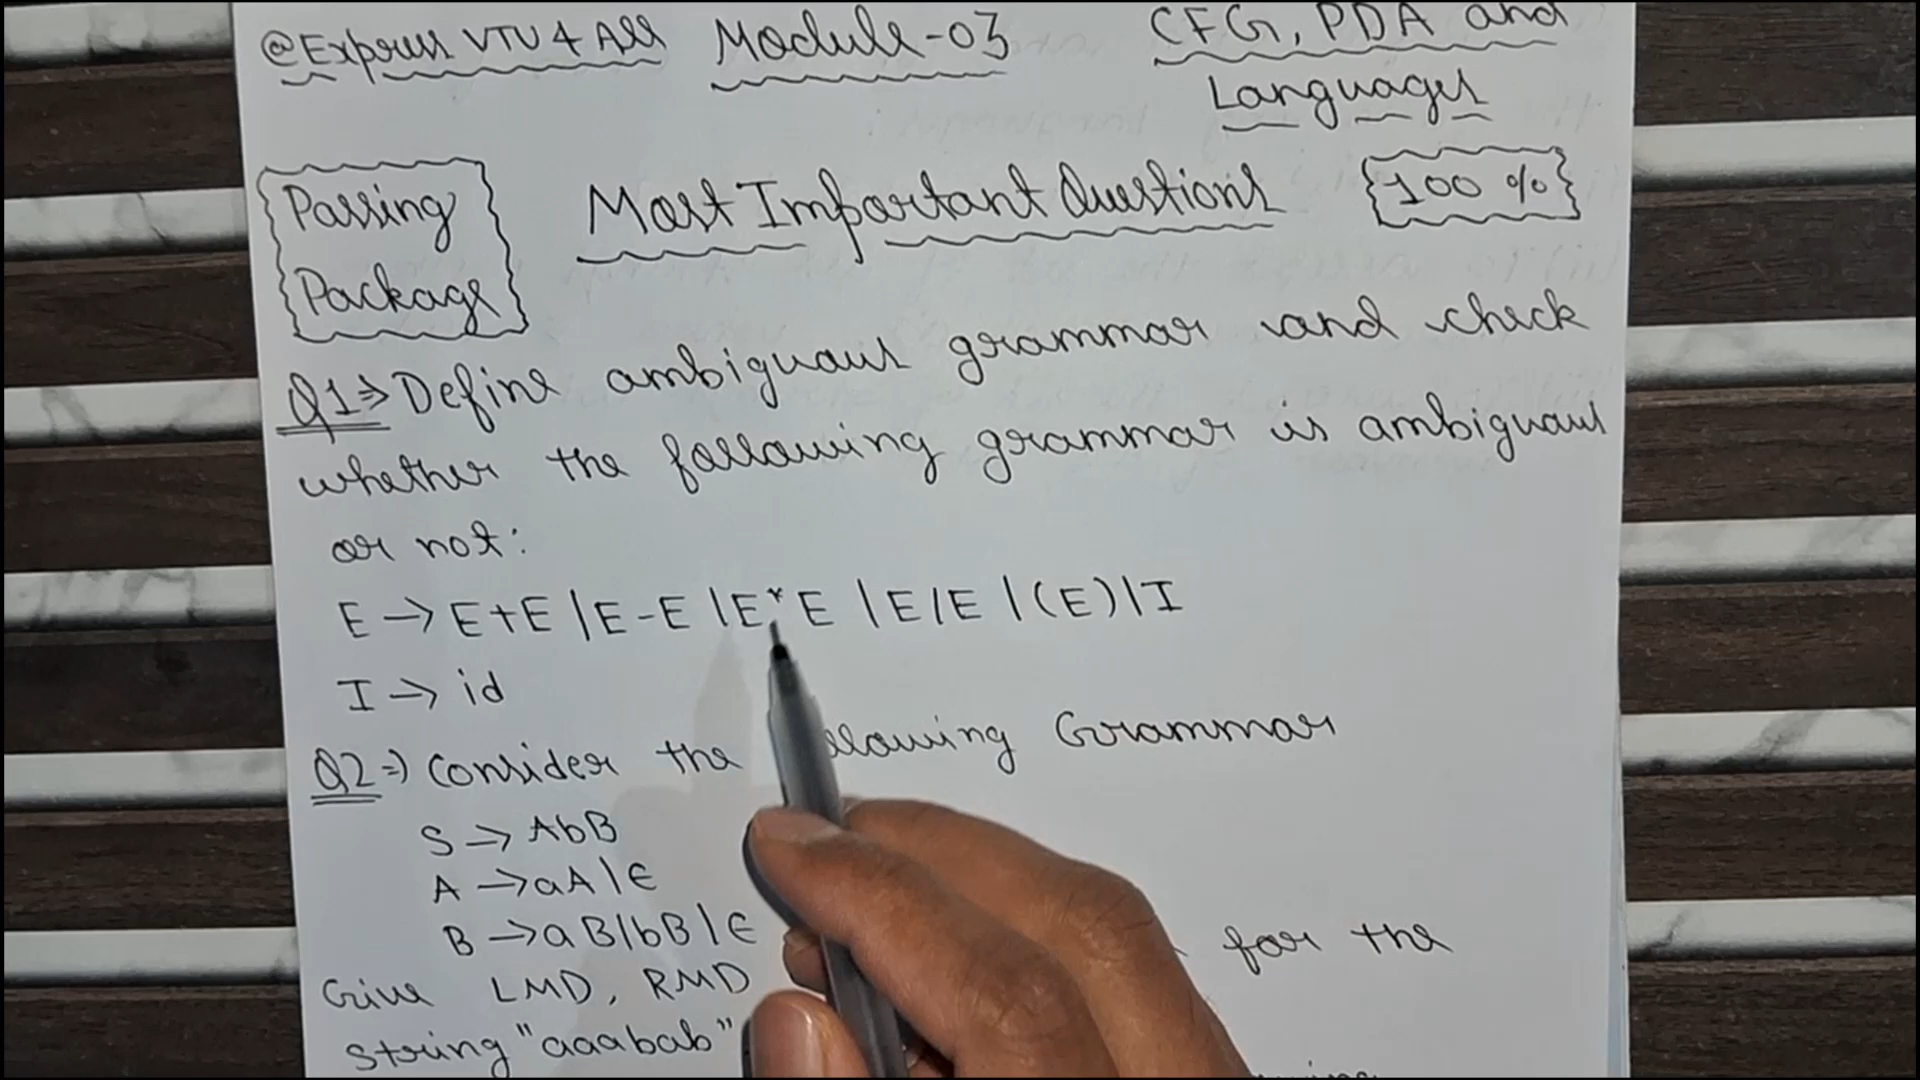 @Express VTU 4 All Module-03 CFG, PDA and
Languages
Passing
Package
Most Important Questions
100 %
Q1⇒ Define ambiguous grammar and check
whether the following grammar is ambiguous
or not:
E → E+E | E-E | E*E | E/E | (E) | I
I → id
Q2⇒ Consider the Grammar
S → AbB
A → aA | ϵ
B → aB | bB | ϵ
Give LMD, RMD for the
string "aaabab"